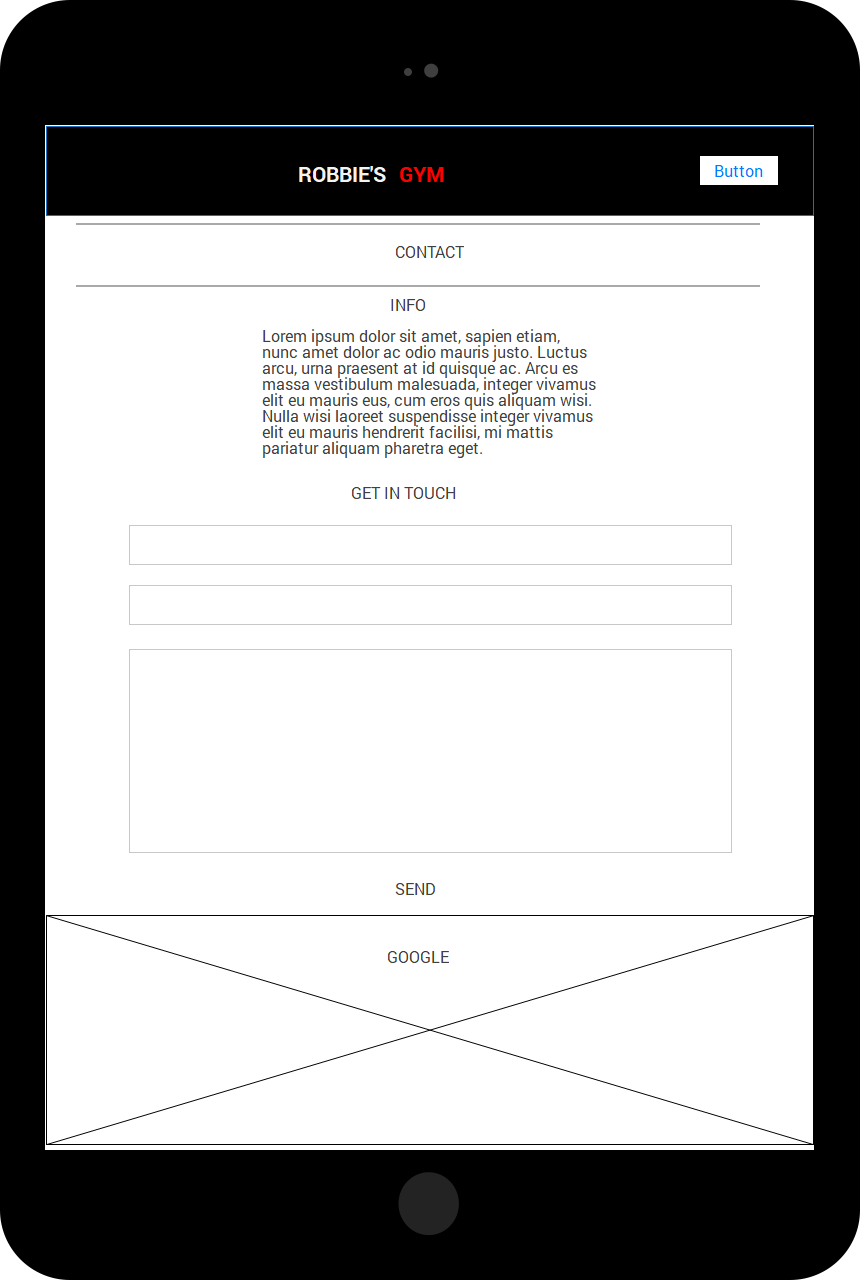 ROBBIE'S GYM
Button
CONTACT
INFO
Lorem ipsum dolor sit amet, sapien etiam,
nunc amet dolor ac odio mauris justo. Luctus
arcu, urna praesent at id quisque ac. Arcu es
massa vestibulum malesuada, integer vivamus
elit eu mauris eus, cum eros quis aliquam wisi.
Nulla wisi laoreet suspendisse integer vivamus
elit eu mauris hendrerit facilisi, mi mattis
pariatur aliquam pharetra eget.
GET IN TOUCH
SEND
GOOGLE